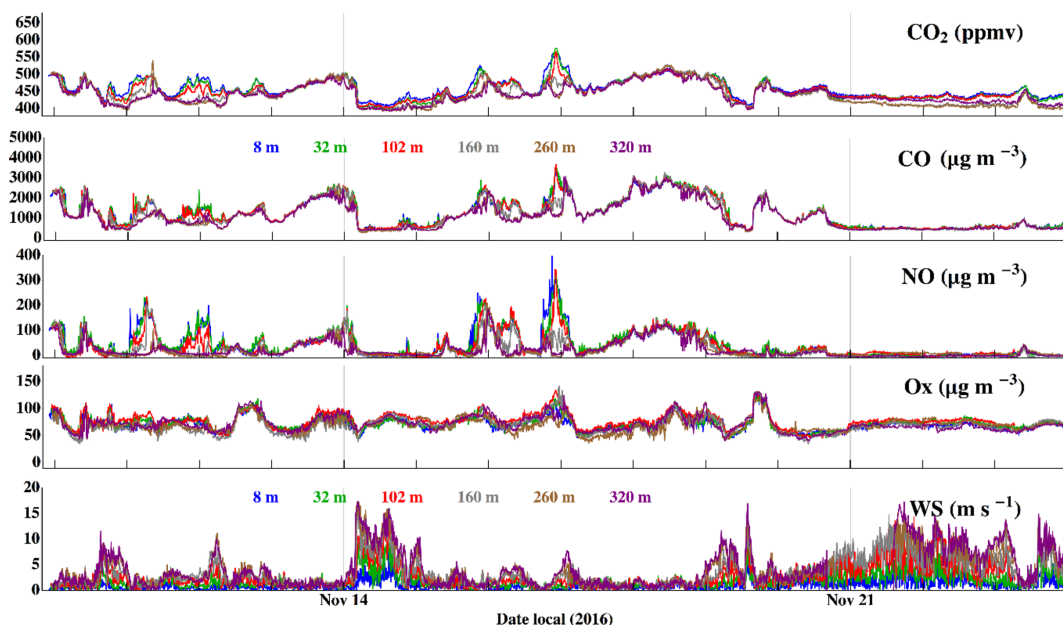 650
600
550
500
450
400
CO2 (ppmv)
5000
4000
3000
2000
1000
0
8 m 32 m 102 m 160 m 260 m 320 m
CO (μg m −3)
400
300
200
100
0
NO (μg m −3)
150
100
50
0
Ox (μg m −3)
20
15
10
5
0
8 m 32 m 102 m 160 m 260 m 320 m
WS (m s −1)
Nov 14 Nov 21
Date local (2016)